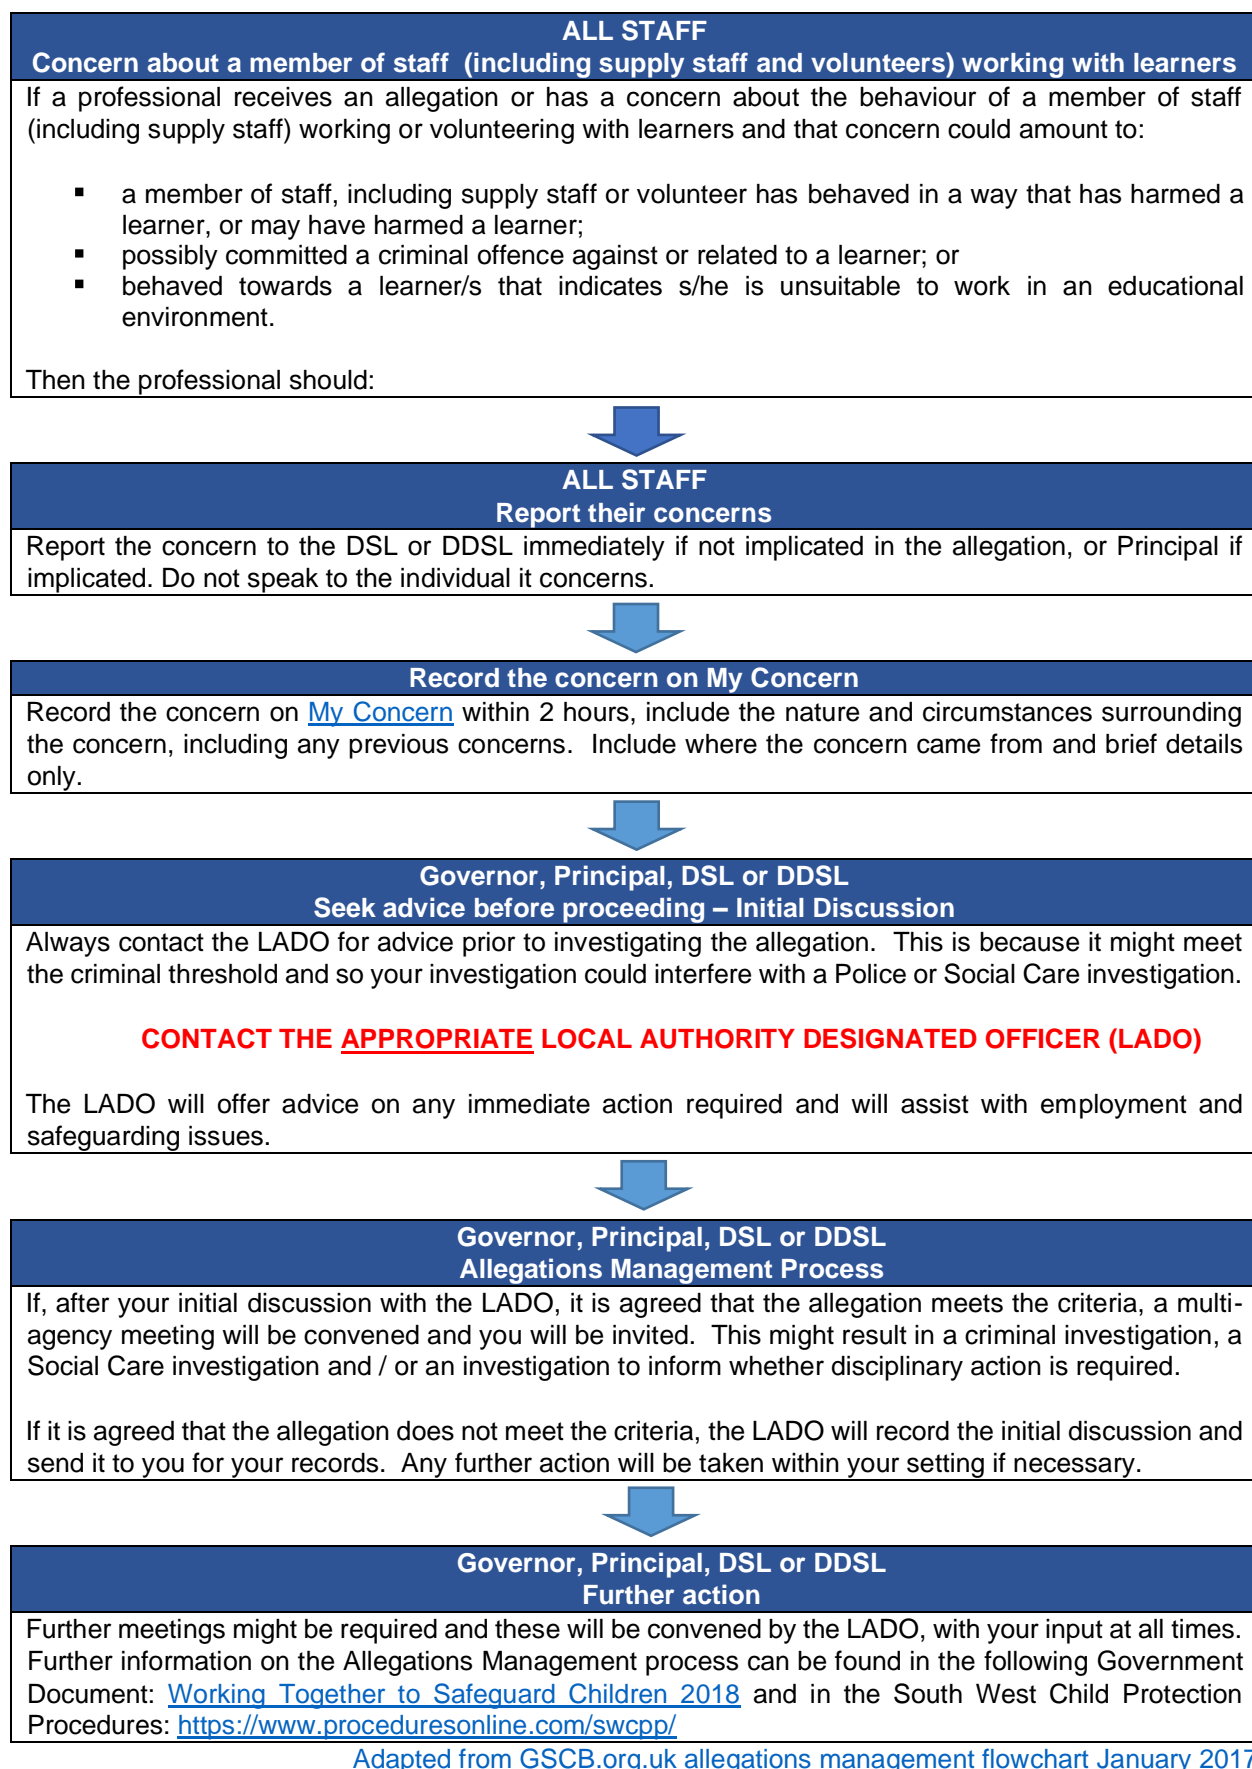 ALL STAFF
Concern about a member of staff (including supply staff and volunteers) working with learners
If a professional receives an allegation or has a concern about the behaviour of a member of staff
(including supply staff) working or volunteering with learners and that concern could amount to:
▪ a member of staff, including supply staff or volunteer has behaved in a way that has harmed a
learner, or may have harmed a learner;
▪ possibly committed a criminal offence against or related to a learner; or
▪ behaved towards a learner/s that indicates s/he is unsuitable to work in an educational
environment.
Then the professional should:
ALL STAFF
Report their concerns
Report the concern to the DSL or DDSL immediately if not implicated in the allegation, or Principal if
implicated. Do not speak to the individual it concerns.
Record the concern on My Concern
Record the concern on My Concern within 2 hours, include the nature and circumstances surrounding
the concern, including any previous concerns. Include where the concern came from and brief details
only.
Governor, Principal, DSL or DDSL
Seek advice before proceeding – Initial Discussion
Always contact the LADO for advice prior to investigating the allegation. This is because it might meet
the criminal threshold and so your investigation could interfere with a Police or Social Care investigation.
CONTACT THE APPROPRIATE LOCAL AUTHORITY DESIGNATED OFFICER (LADO)
The LADO will offer advice on any immediate action required and will assist with employment and
safeguarding issues.
Governor, Principal, DSL or DDSL
Allegations Management Process
If, after your initial discussion with the LADO, it is agreed that the allegation meets the criteria, a multi-
agency meeting will be convened and you will be invited. This might result in a criminal investigation, a
Social Care investigation and / or an investigation to inform whether disciplinary action is required.
If it is agreed that the allegation does not meet the criteria, the LADO will record the initial discussion and
send it to you for your records. Any further action will be taken within your setting if necessary.
Governor, Principal, DSL or DDSL
Further action
Further meetings might be required and these will be convened by the LADO, with your input at all times.
Further information on the Allegations Management process can be found in the following Government
Document: Working Together to Safeguard Children 2018 and in the South West Child Protection
Procedures: https://www.proceduresonline.com/swcpp/
Adapted from GSCB.org.uk allegations management flowchart January 2017